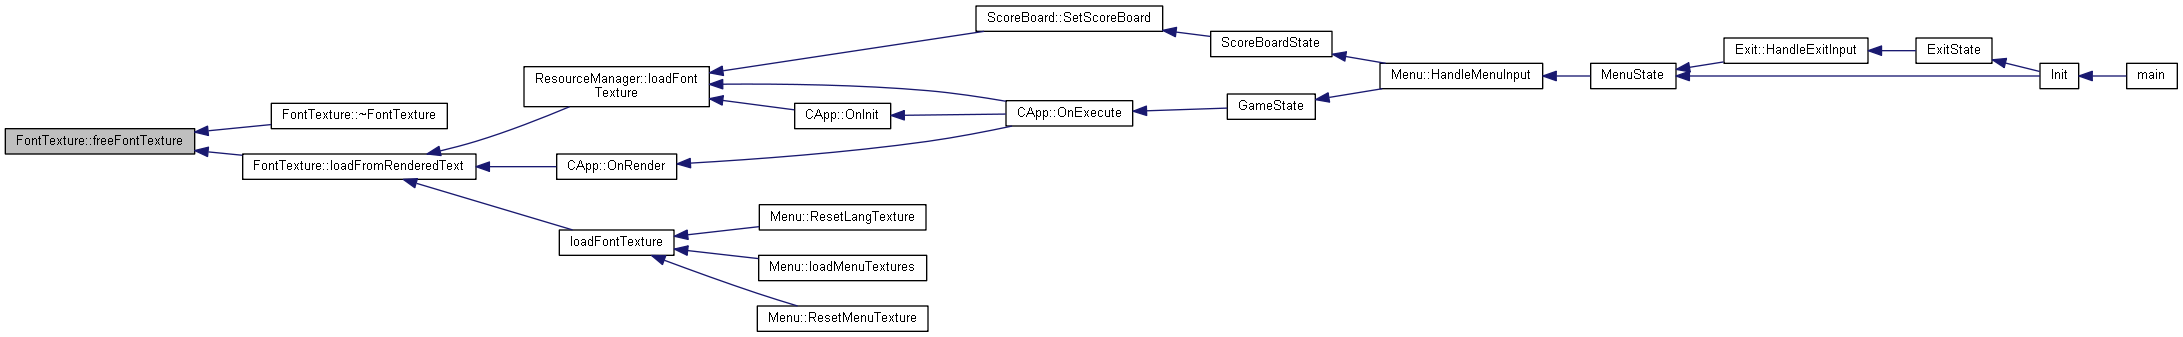 ScoreBoard::SetScoreBoard
ScoreBoardState
Exit::HandleExitInput
ExitState
ResourceManager::loadFont
Texture
Menu::HandleMenuInput
MenuState
Init
main
FontTexture::~FontTexture
CApp::OnInit
CApp::OnExecute
GameState
FontTexture::freeFontTexture
FontTexture::loadFromRenderedText
CApp::OnRender
Menu::ResetLangTexture
loadFontTexture
Menu::loadMenuTextures
Menu::ResetMenuTexture